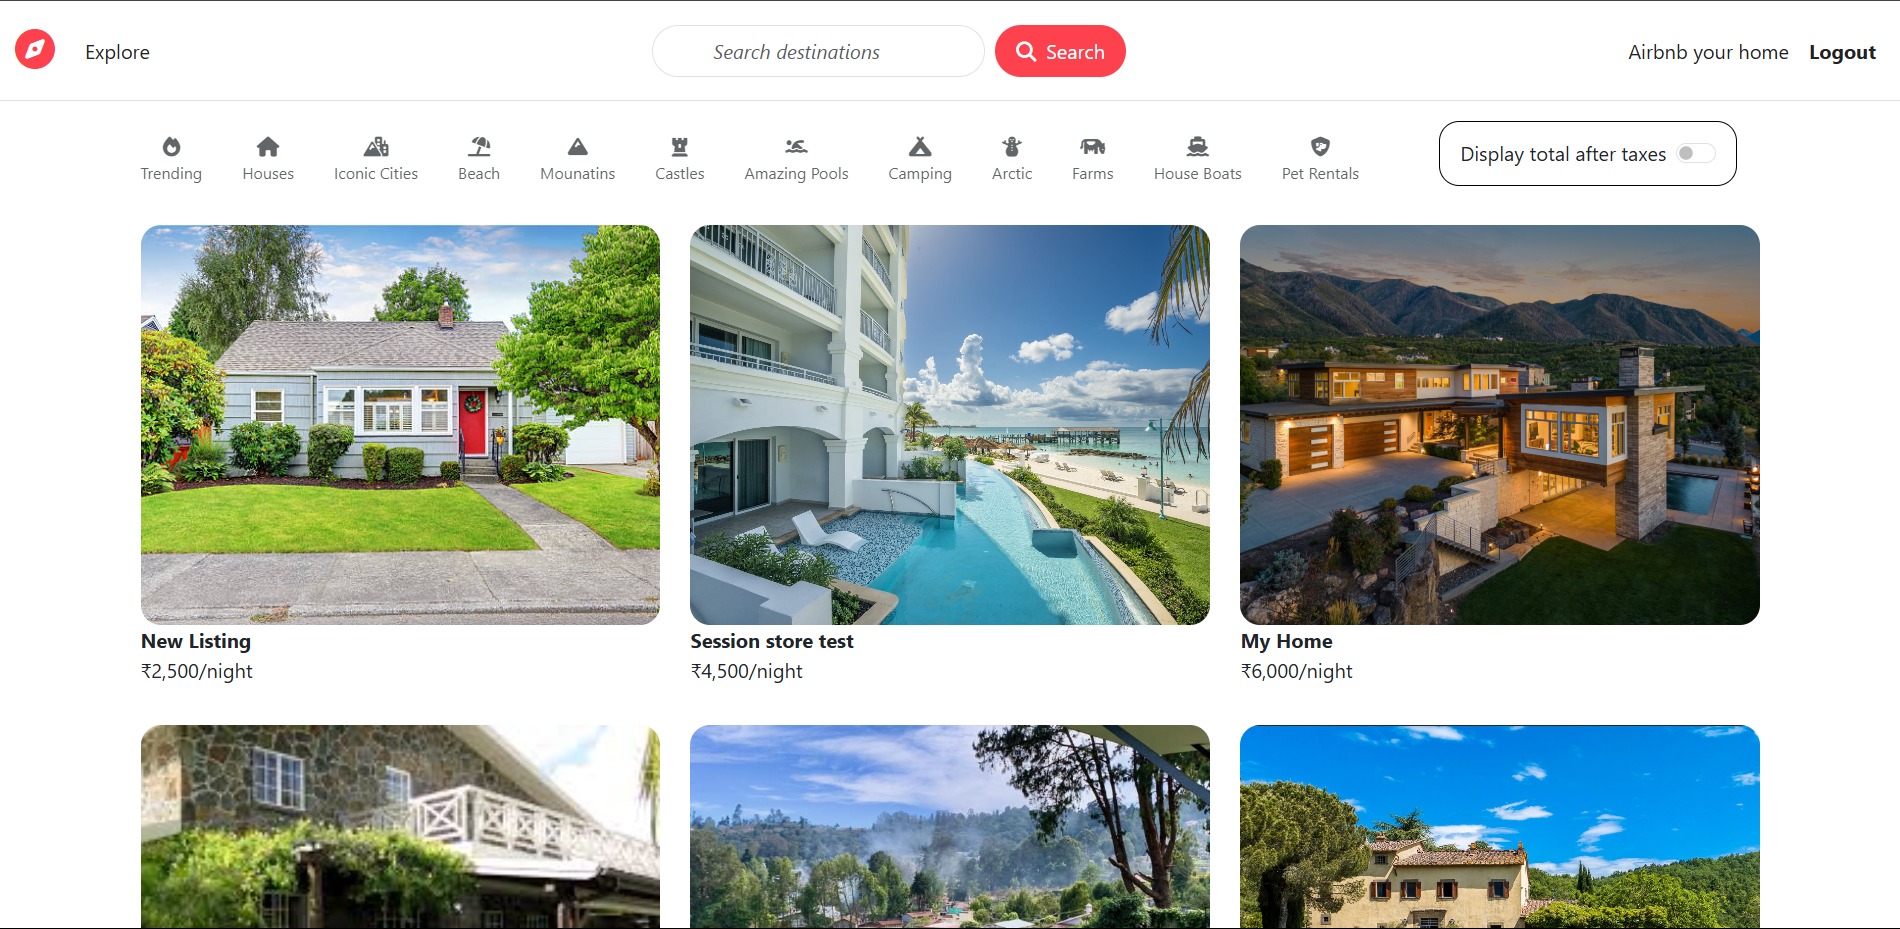 Explore
Search destinations
Search
Airbnb your home
Logout
Trending
Houses
Iconic Cities
Beach
Mounatins
Castles
Amazing Pools
Camping
Arctic
Farms
House Boats
Pet Rentals
Display total after taxes
New Listing
₹2,500/night
Session store test
₹4,500/night
My Home
₹6,000/night